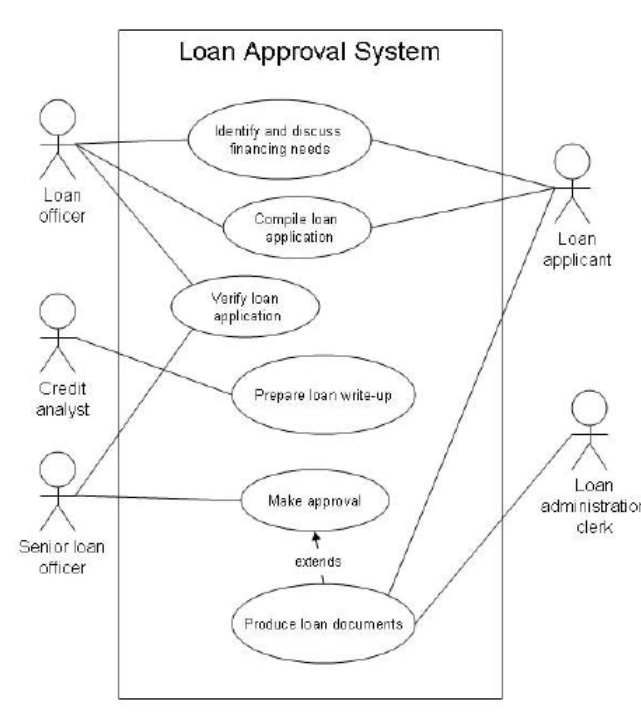 Loan Approval System
Identify and discuss
financing needs
Loan
officer
Compile loan
application
Loan
applicant
Verify loan
application
Credit
analyst
Prepare loan write-up
Make approval
Loan
administration
clerk
Senior loan
officer
extends
Produce loan documents